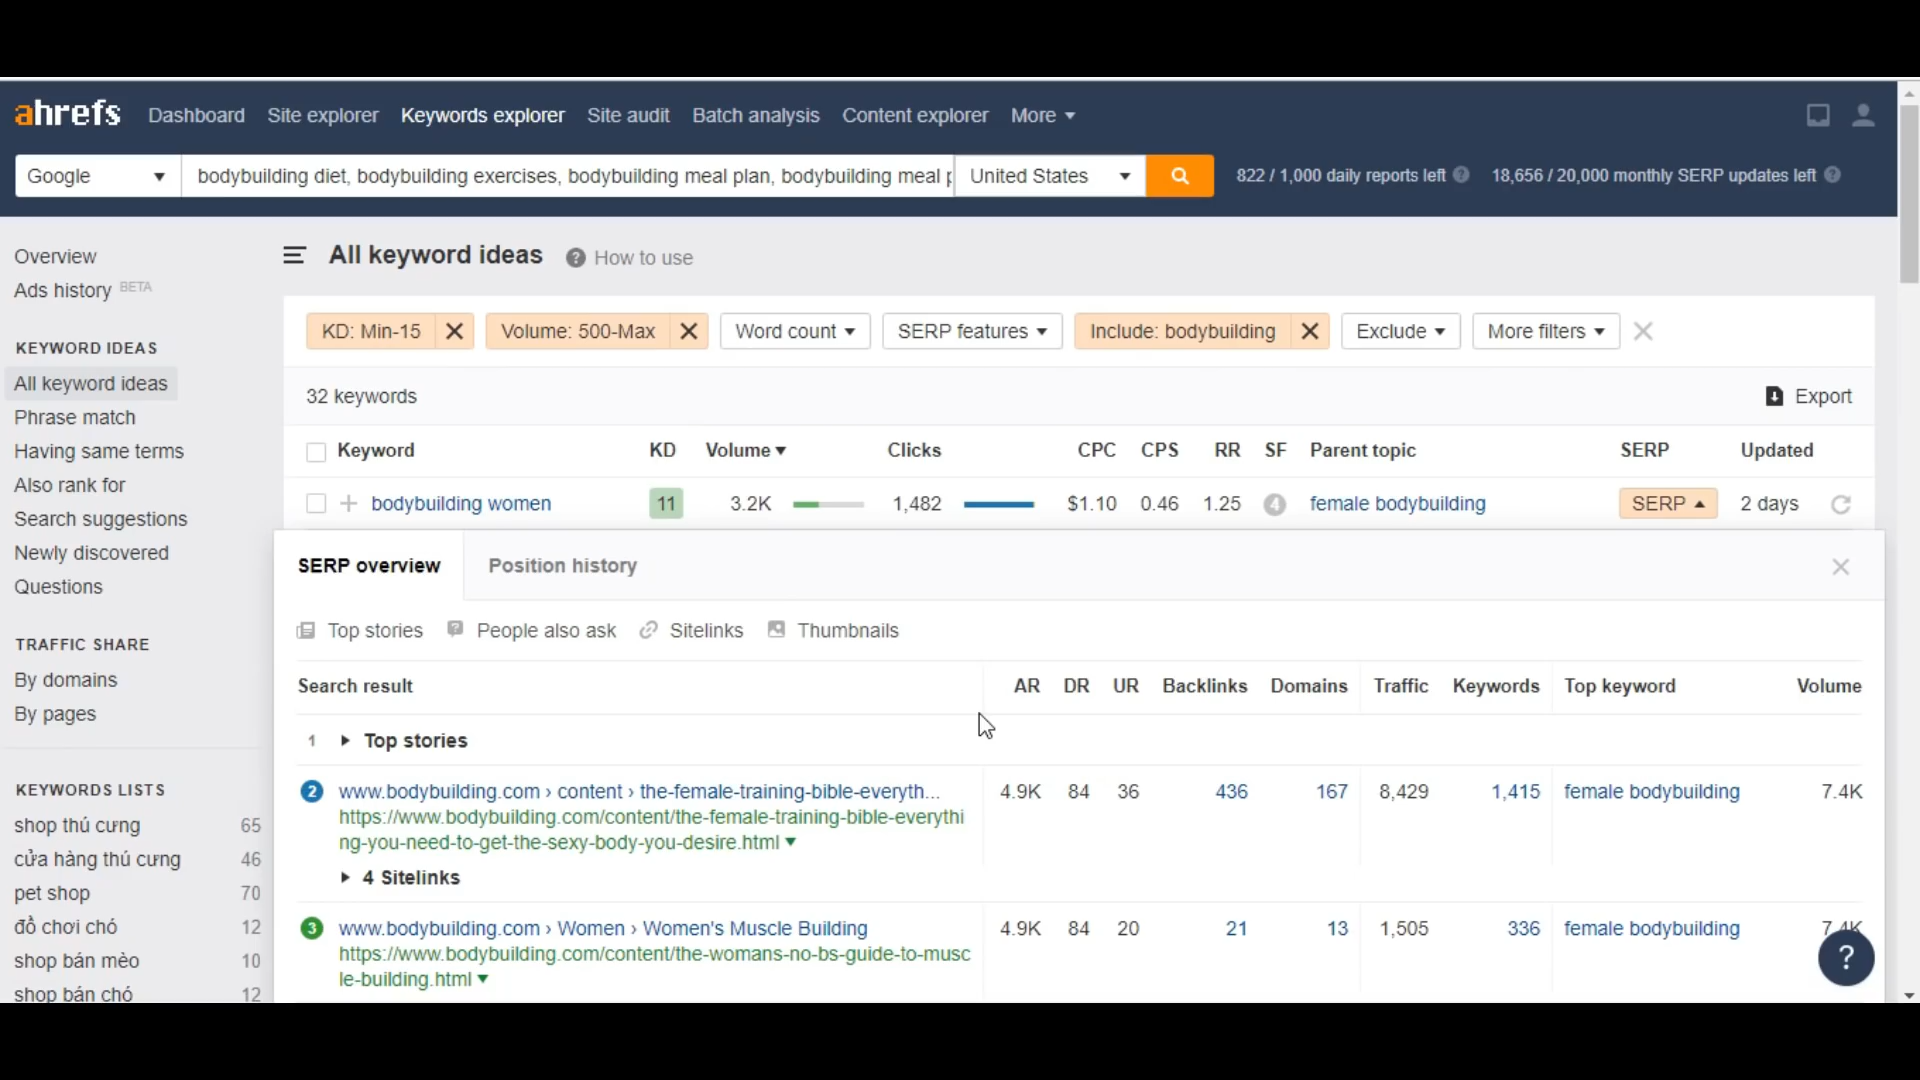 ahrefs Dashboard Site explorer Keywords explorer Site audit Batch analysis Content explorer More
Google bodybuilding diet, bodybuilding exercises, bodybuilding meal plan, bodybuilding meal United States 822 / 1,000 daily reports left ? 18,656 / 20,000 monthly SERP updates left ?
Overview
Ads history BETA
KEYWORD IDEAS
All keyword ideas
Phrase match
Having same terms
Also rank for
Search suggestions
Newly discovered
Questions
TRAFFIC SHARE
By domains
By pages
KEYWORDS LISTS
shop thú cưng 65
cửa hàng thú cưng 46
pet shop 70
đồ chơi chó 12
shop bán mèo 10
shop bán chó 12
All keyword ideas ? How to use
KD: Min-15 Volume: 500-Max Word count SERP features Include: bodybuilding Exclude More filters
32 keywords Export
Keyword KD Volume Clicks CPC CPS RR SF Parent topic SERP Updated
bodybuilding women 11 3.2K 1,482 $1.10 0.46 1.25 4 female bodybuilding SERP 2 days
SERP overview Position history
Top stories People also ask Sitelinks Thumbnails
Search result AR DR UR Backlinks Domains Traffic Keywords Top keyword Volume
1 Top stories
2 www.bodybuilding.com › content › the-female-training-bible-everyth... 4.9K 84 36 436 167 8,429 1,415 female bodybuilding 7.4K
https://www.bodybuilding.com/content/the-female-training-bible-everythi
ng-you-need-to-get-the-sexy-body-you-desire.html
4 Sitelinks
3 www.bodybuilding.com › Women › Women's Muscle Building 4.9K 84 20 21 13 1,505 336 female bodybuilding 7.4K
https://www.bodybuilding.com/content/the-womans-no-bs-guide-to-musc
le-building.html
?